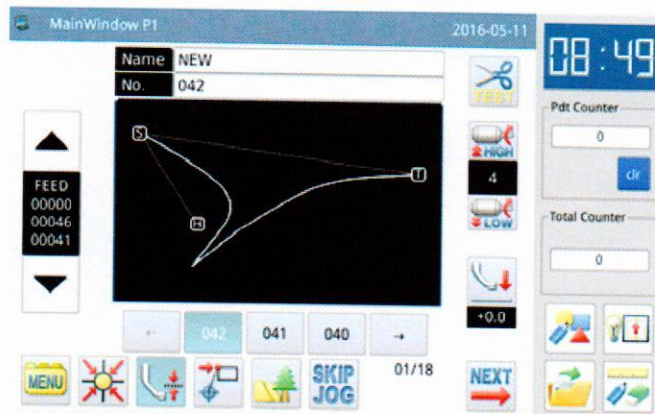 MainWindow P1
2016-05-11
08:49
Name NEW
No. 042
TEST
HIGH
4
LOW
+0.0
FEED
00000
00046
00041
S
T
H
Pdt Counter
0
clr
Total Counter
0
← 042 041 040 →
01/18
MENU
SKIP
JOG
NEXT